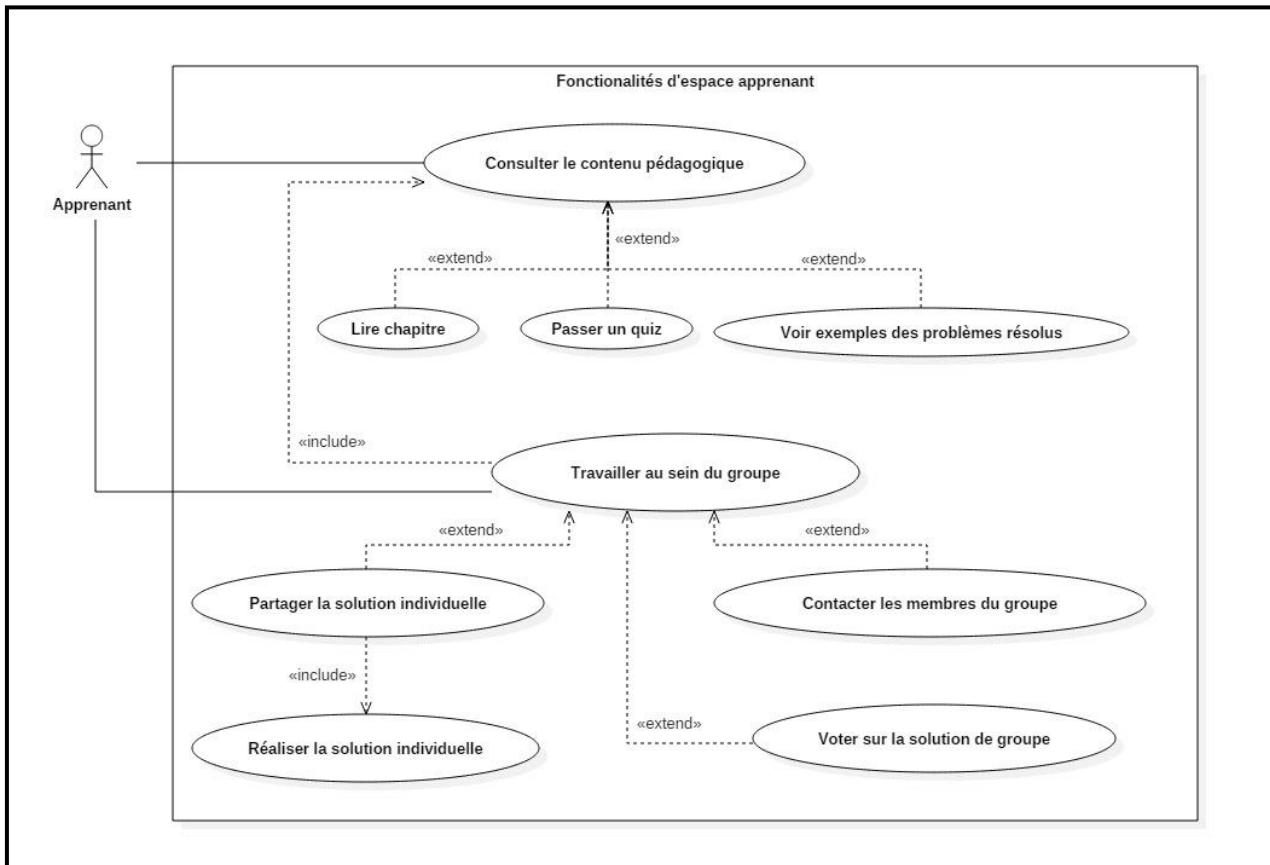 Fonctionalités d'espace apprenant
Consulter le contenu pédagogique
Apprenant
«extend»
«extend»
«extend»
Lire chapitre
Passer un quiz
Voir exemples des problèmes résolus
«include»
Travailler au sein du groupe
«extend»
«extend»
Partager la solution individuelle
Contacter les membres du groupe
«include»
«extend»
Réaliser la solution individuelle
Voter sur la solution de groupe